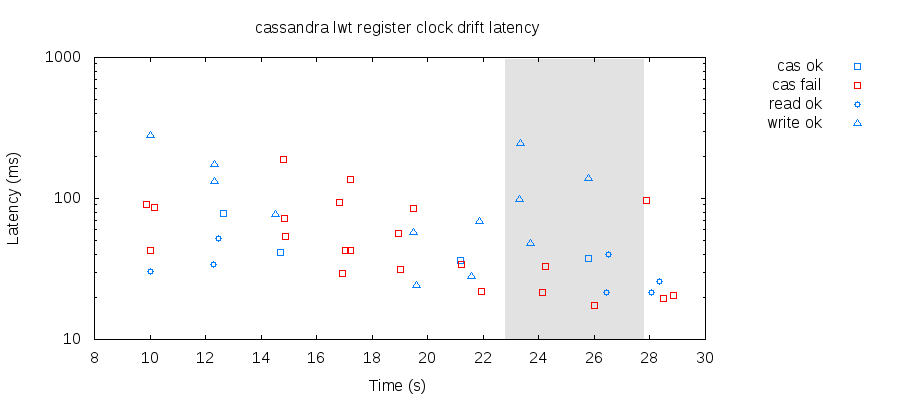 cassandra lwt register clock drift latency
1000
100
10
Latency (ms)
8 10 12 14 16 18 20 22 24 26 28 30
Time (s)
cas ok
cas fail
read ok
write ok